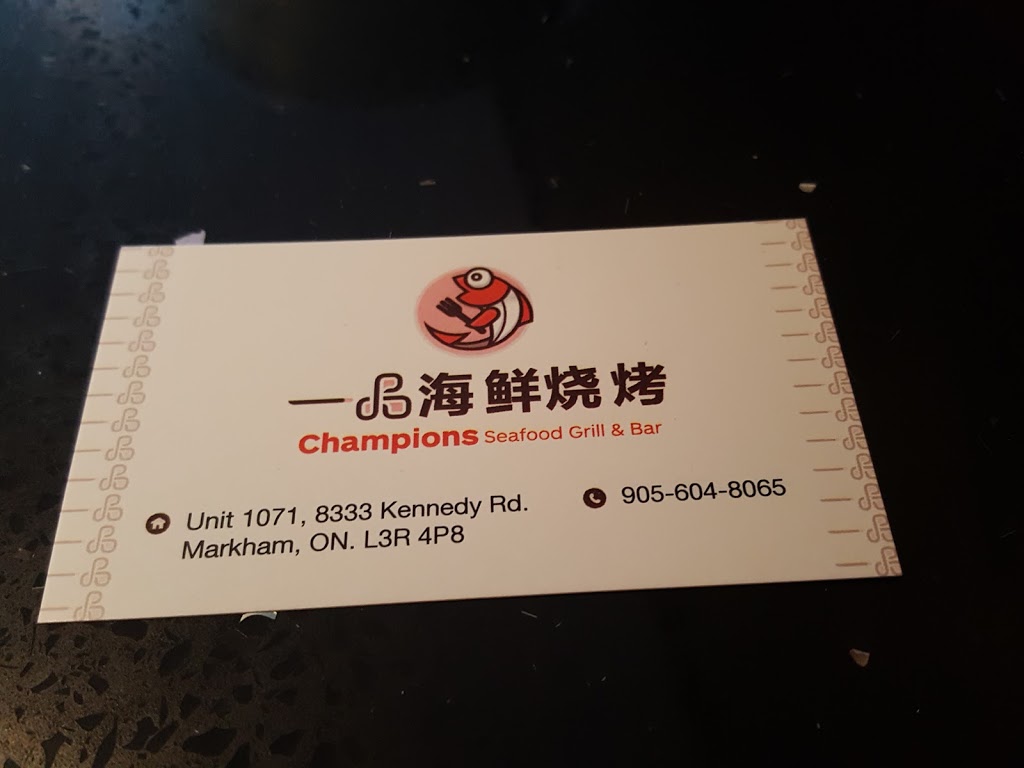 一品海鲜烧烤
Champions Seafood Grill & Bar
Unit 1071, 8333 Kennedy Rd.
Markham, ON. L3R 4P8
905-604-8065